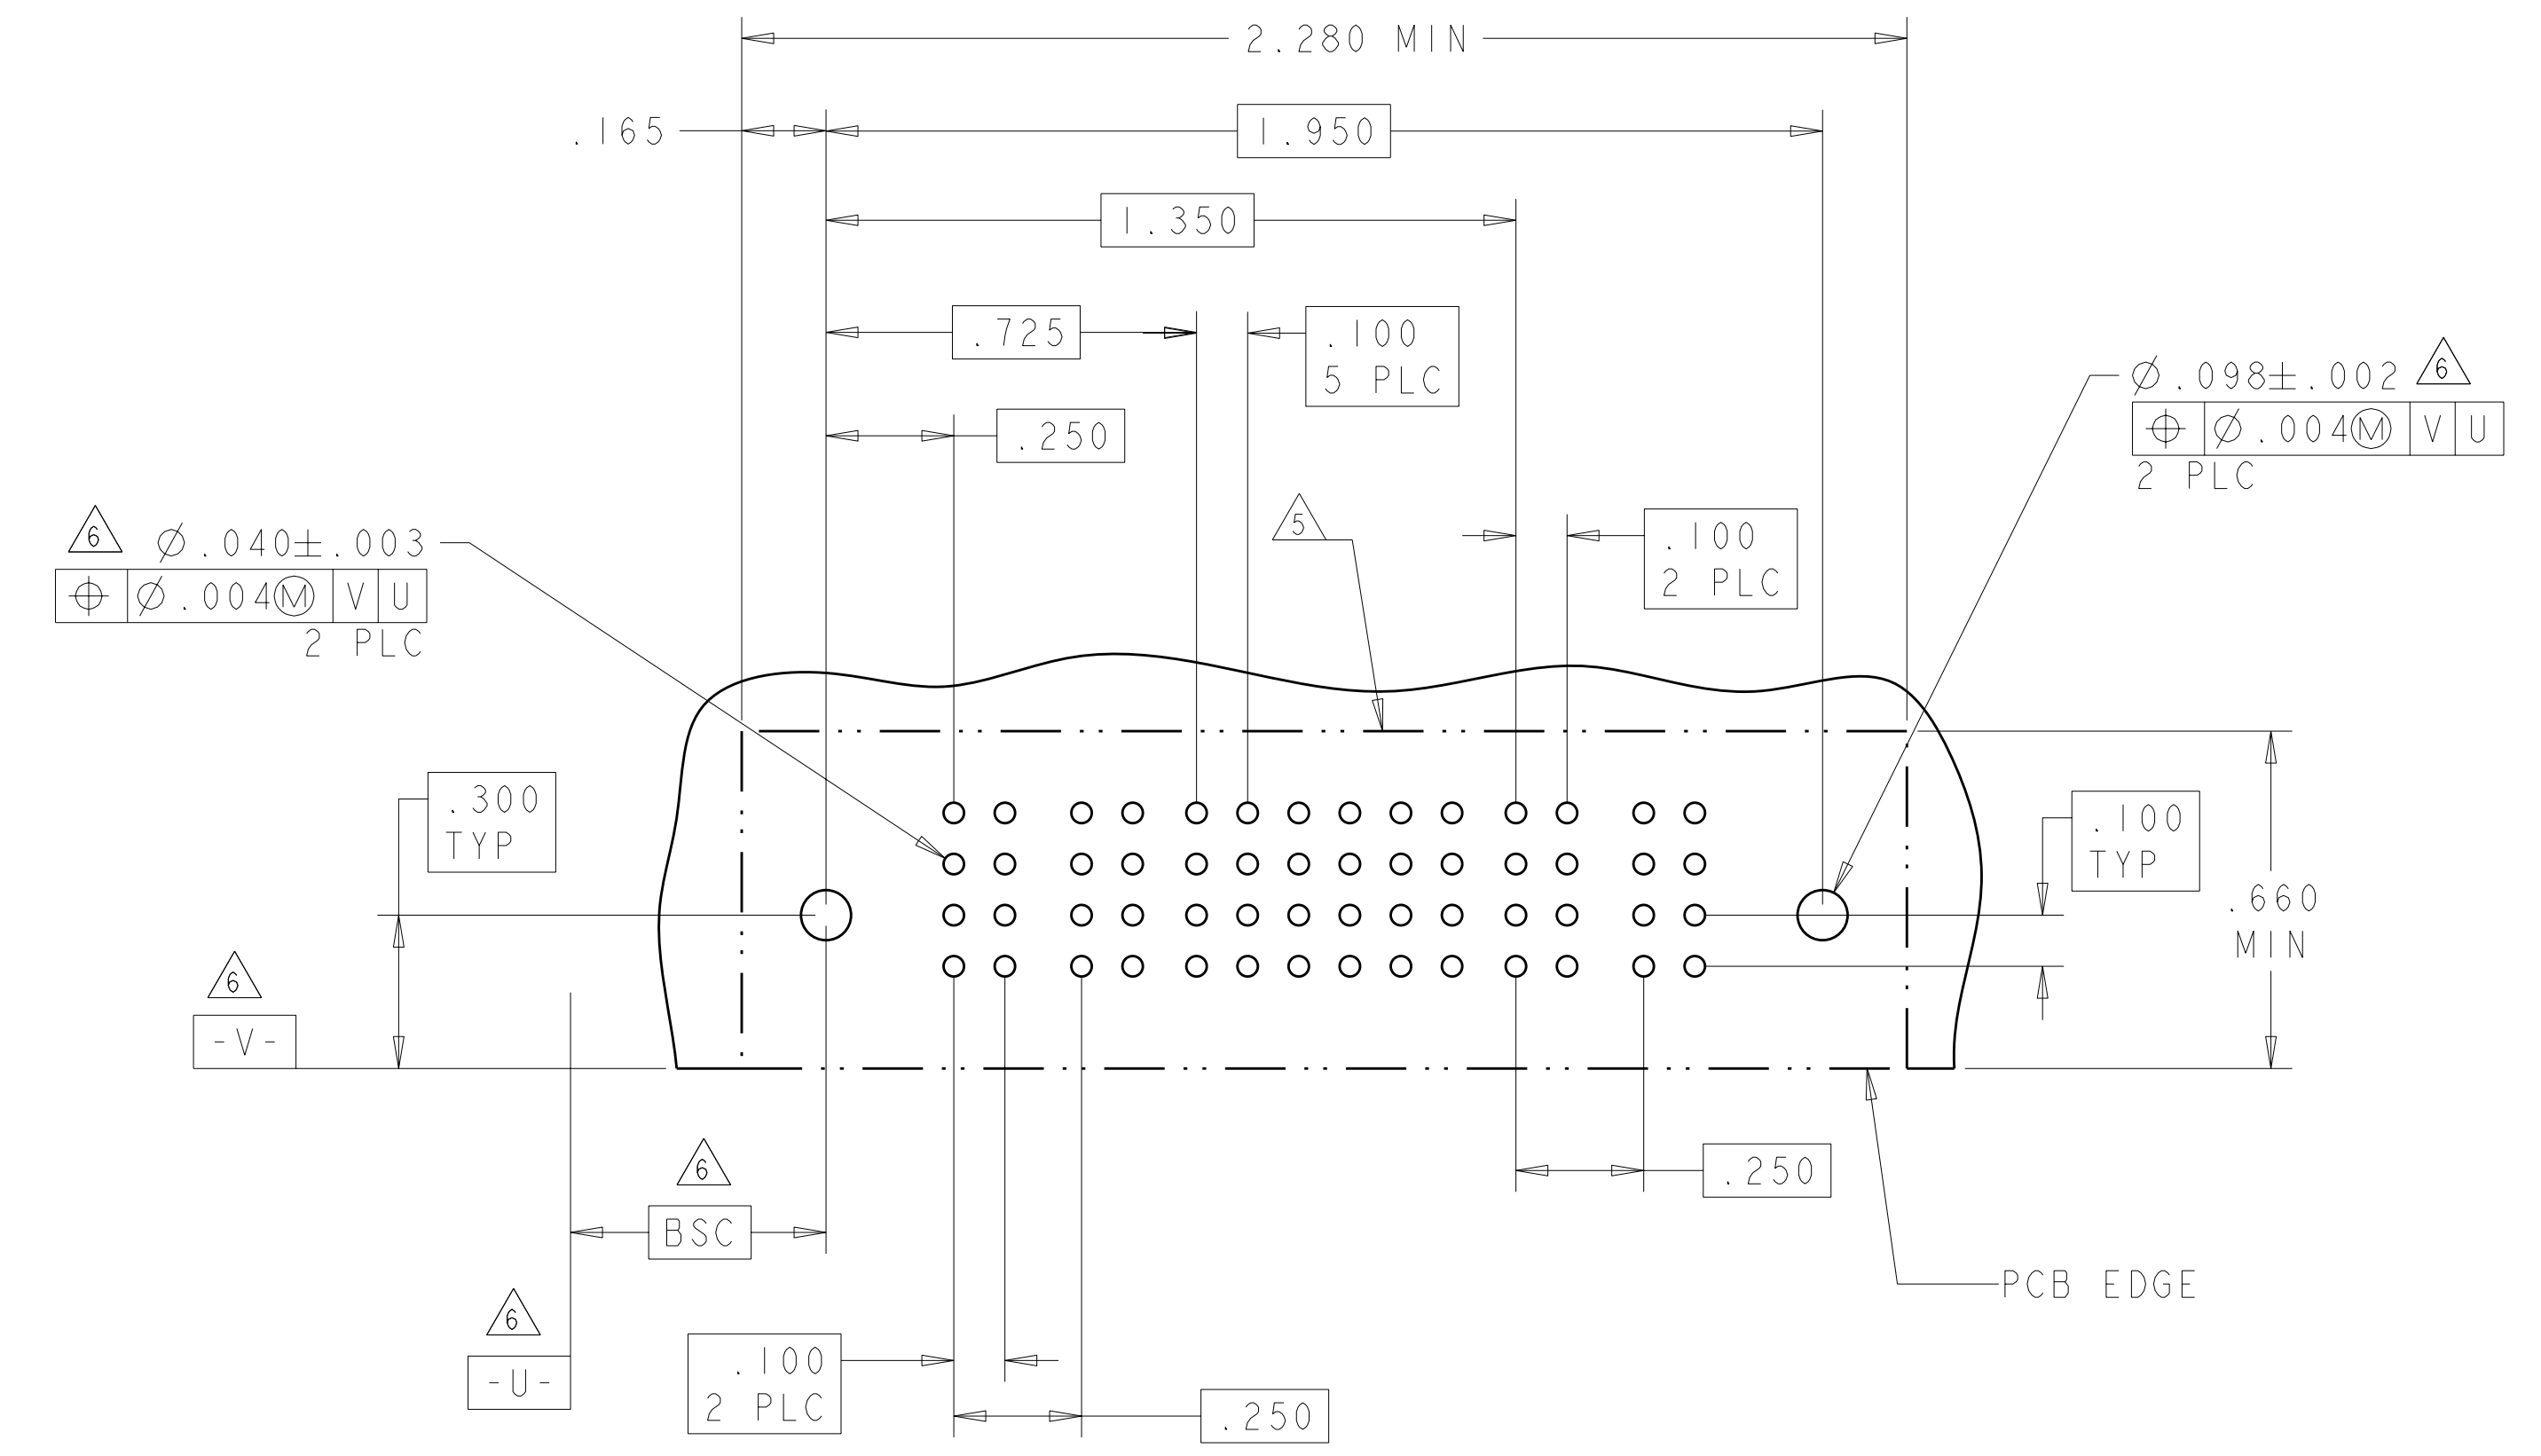 2.280 MIN
.165
1.950
1.350
.725
.100
5 PLC
.250
6
⌀.098±.002
⌖ ⌀.004Ⓜ V U
2 PLC
5
.100
2 PLC
6
⌀.040±.003
⌖ ⌀.004Ⓜ V U
2 PLC
.300
TYP
.100
TYP
.660
MIN
6
-V-
6
BSC
.250
PCB EDGE
6
-U-
.100
2 PLC
.250